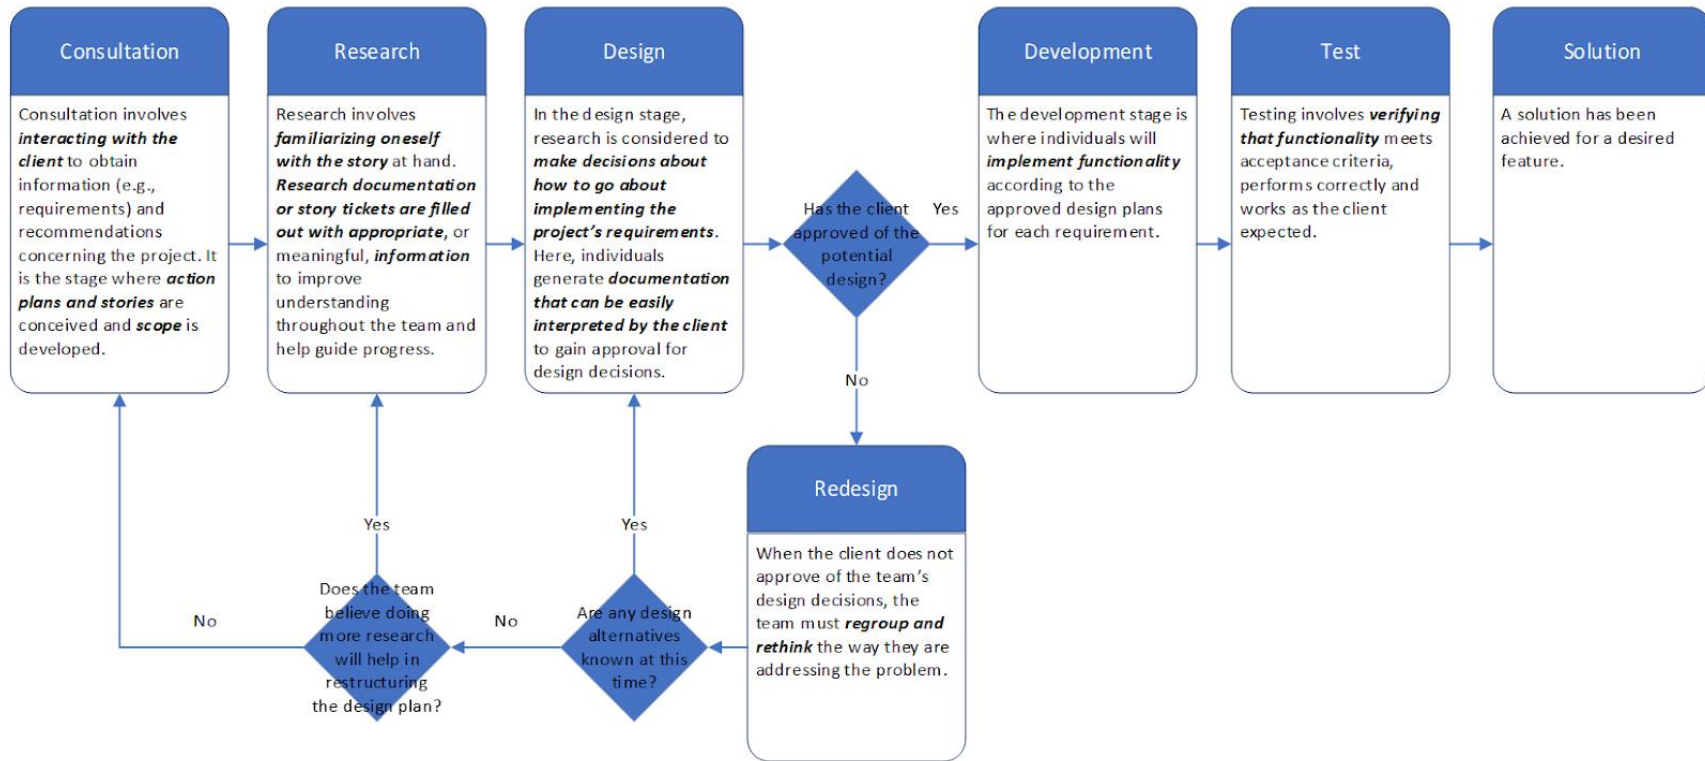 Consultation
Consultation involves
interacting with the
client to obtain
information (e.g.,
requirements) and
recommendations
concerning the project. It
is the stage where action
plans and stories are
conceived and scope is
developed.
Research
Research involves
familiarizing oneself
with the story at hand.
Research documentation
or story tickets are filled
out with appropriate, or
meaningful, information
to improve
understanding
throughout the team and
help guide progress.
Design
In the design stage,
research is considered to
make decisions about
how to go about
implementing the
project's requirements.
Here, individuals
generate documentation
that can be easily
interpreted by the client
to gain approval for
design decisions.
Has the client
approved of the
potential
design?
Yes
No
Development
The development stage is
where individuals will
implement functionality
according to the
approved design plans
for each requirement.
Test
Testing involves verifying
that functionality meets
acceptance criteria,
performs correctly and
works as the client
expected.
Solution
A solution has been
achieved for a desired
feature.
Redesign
When the client does not
approve of the team's
design decisions, the
team must regroup and
rethink the way they are
addressing the problem.
Are any design
alternatives
known at this
time?
Yes
No
Does the team
believe doing
more research
will help in
restructuring
the design plan?
Yes
No